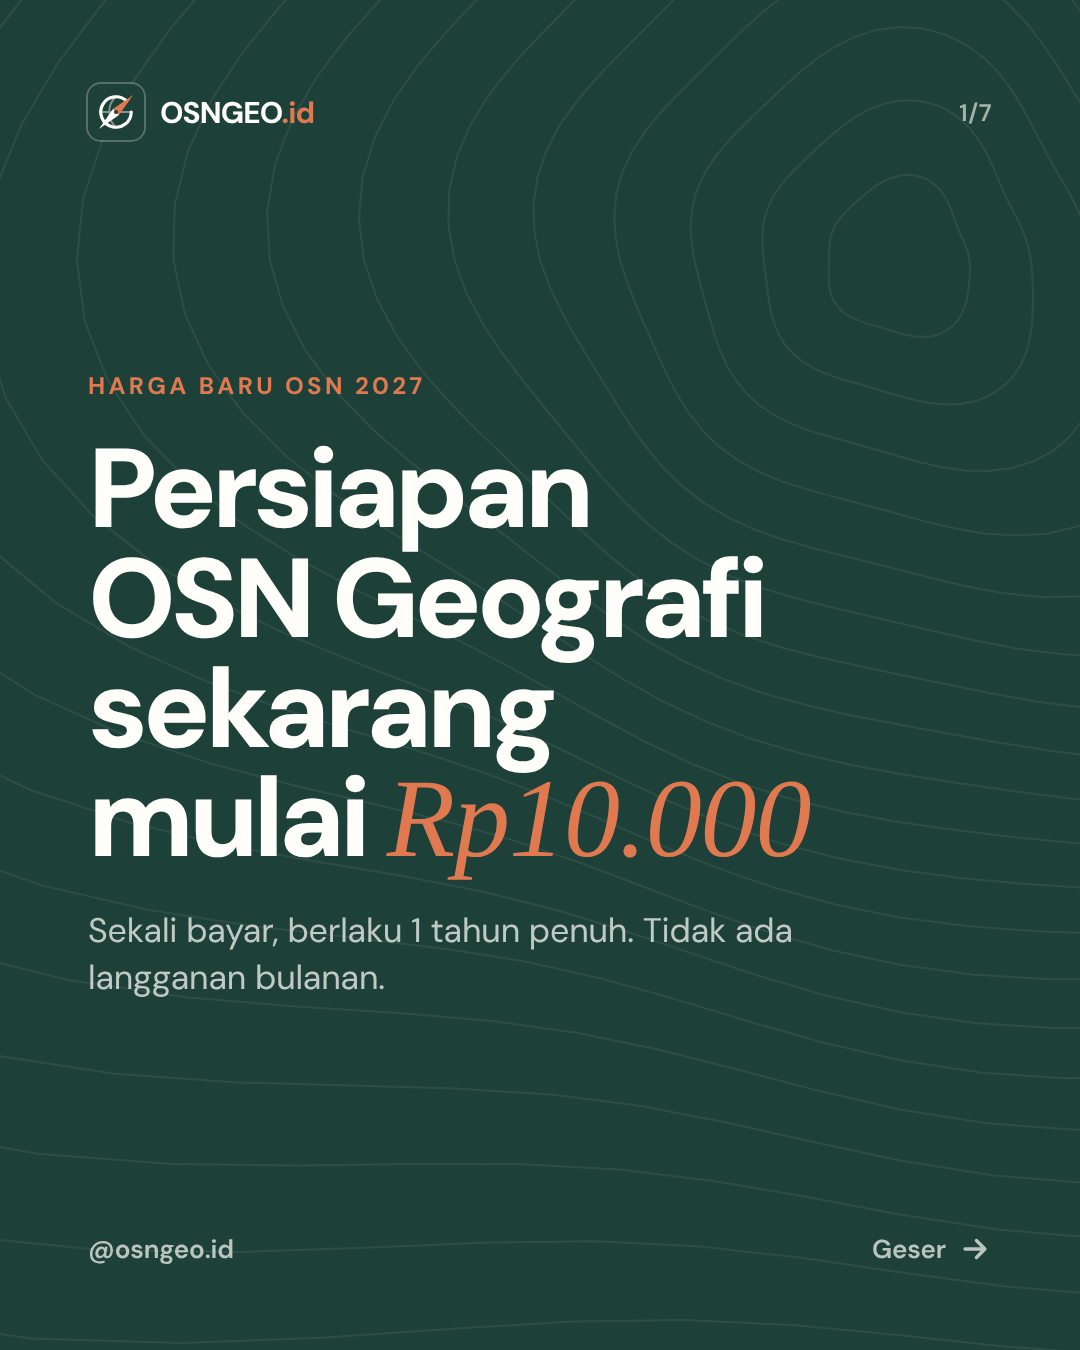 OSNGEO.id
1/7
HARGA BARU OSN 2027
Persiapan
OSN Geografi
sekarang
mulai Rp10.000
Sekali bayar, berlaku 1 tahun penuh. Tidak ada
langganan bulanan.
@osngeo.id
Geser →